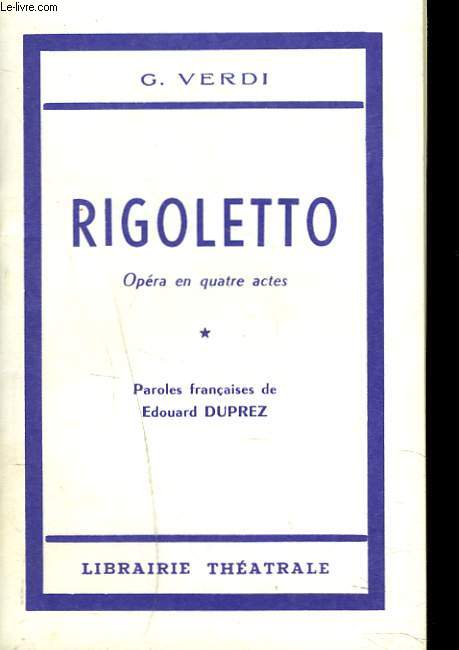 Le-livre.com
G. VERDI
RIGOLETTO
Opéra en quatre actes
★
Paroles françaises de
Edouard DUPREZ
LIBRAIRIE THÉATRALE